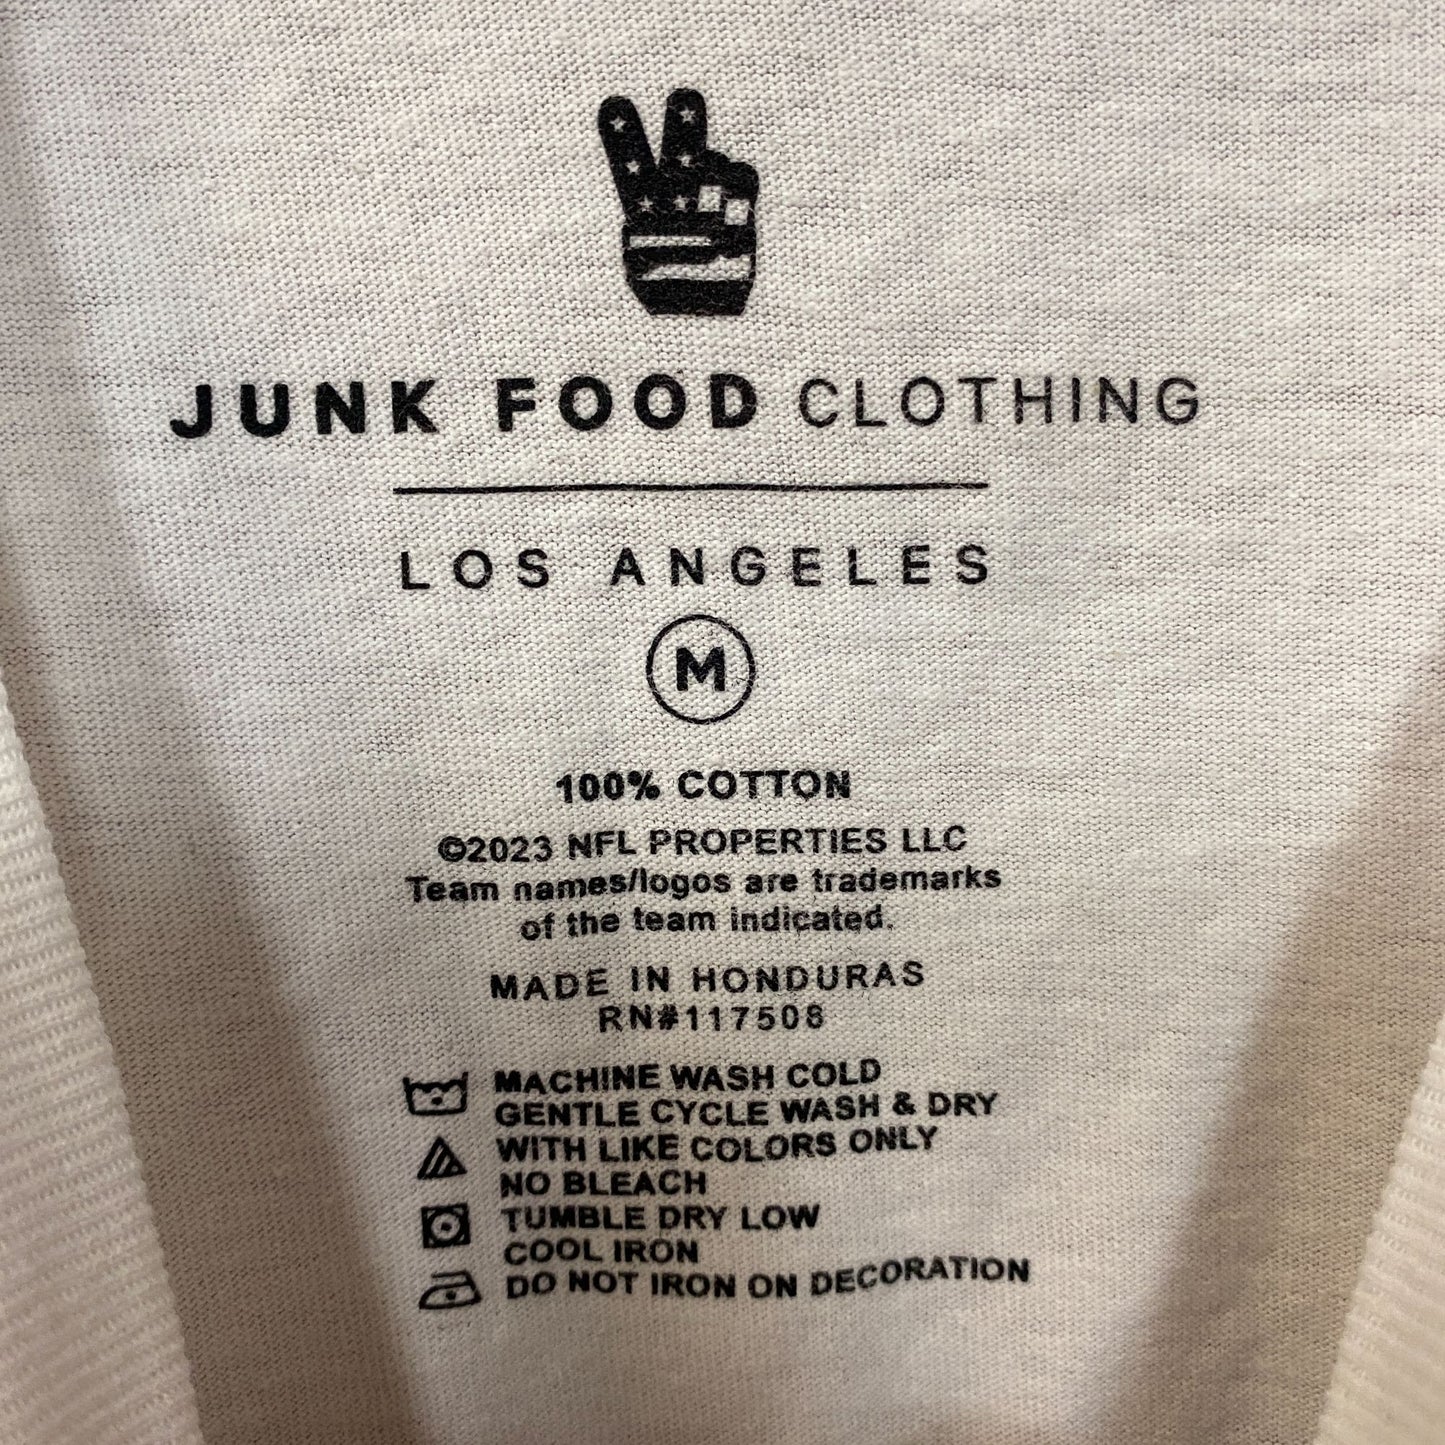 JUNK FOOD CLOTHING
LOS ANGELES
M
100% COTTON
©2023 NFL PROPERTIES LLC
Team names/logos are trademarks
of the team indicated.
MADE IN HONDURAS
RN#117508
MACHINE WASH COLD
GENTLE CYCLE WASH & DRY
WITH LIKE COLORS ONLY
NO BLEACH
TUMBLE DRY LOW
COOL IRON
DO NOT IRON ON DECORATION